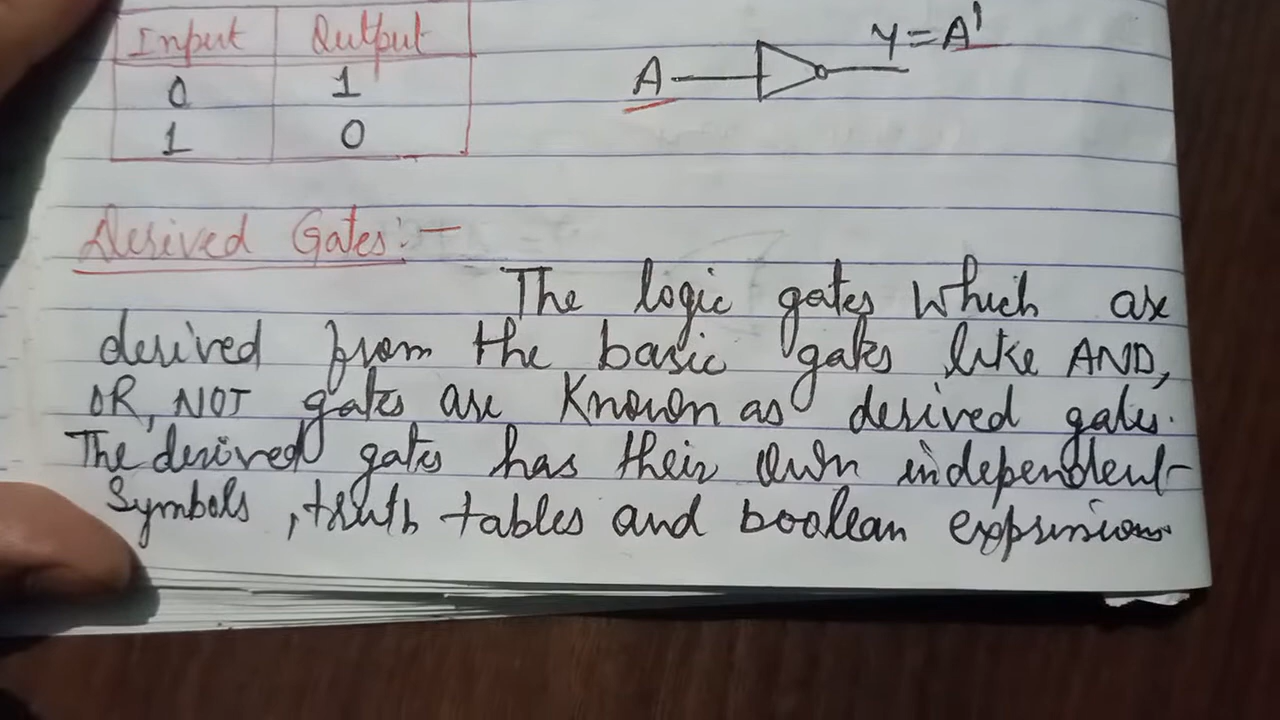 Input Output
0 1
1 0
A Y=A'
Derived Gates:-
The logic gates which are
derived from the basic gates like AND,
OR, NOT gates are known as derived gates.
The derived gates has their own independent
symbols, truth tables and boolean expressions